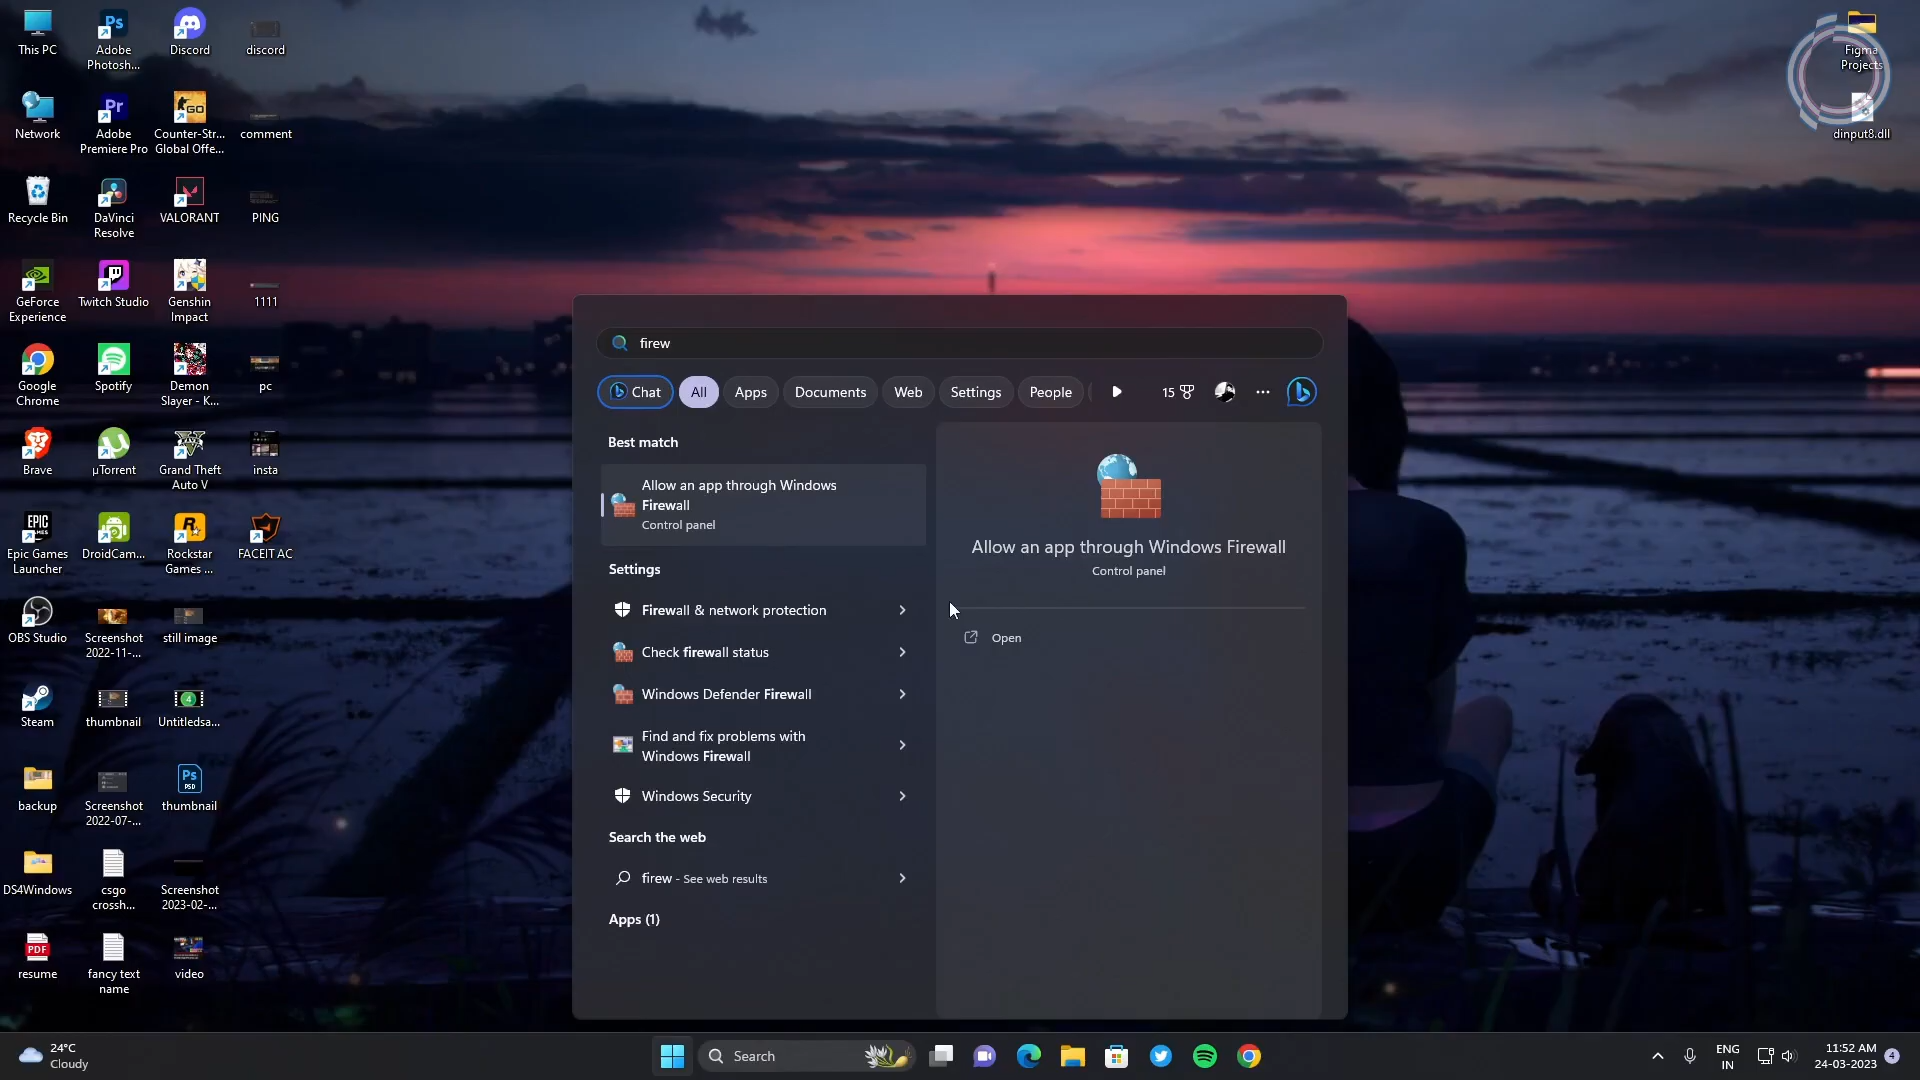 This PC
Adobe
Photosh...
Discord
discord
Network
Adobe
Premiere Pro
Counter-Str...
Global Offe...
comment
Recycle Bin
DaVinci
Resolve
VALORANT
PING
GeForce
Experience
Twitch Studio
Genshin
Impact
1111
Google
Chrome
Spotify
Demon
Slayer - K...
pc
Brave
µTorrent
Grand Theft
Auto V
insta
Epic Games
Launcher
DroidCam...
Rockstar
Games ...
FACEIT AC
OBS Studio
Screenshot
2022-11-...
still image
Steam
thumbnail
Untitledsa...
backup
Screenshot
2022-07-...
thumbnail
DS4Windows
csgo
crossh...
Screenshot
2023-02-...
resume
fancy text
name
video
Figma
Projects
dinput8.dll
firew
Chat
All
Apps
Documents
Web
Settings
People
15
Best match
Allow an app through Windows
Firewall
Control panel
Settings
Firewall & network protection
Check firewall status
Windows Defender Firewall
Find and fix problems with
Windows Firewall
Windows Security
Search the web
firew - See web results
Apps (1)
Allow an app through Windows Firewall
Control panel
Open
24°C
Cloudy
Search
ENG
IN
11:52 AM
24-03-2023
4